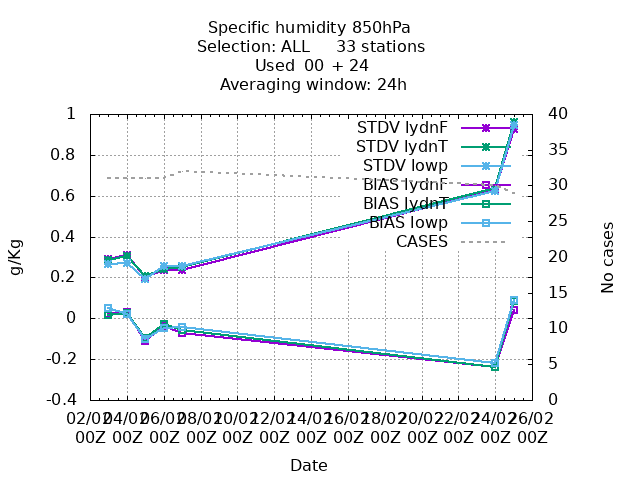 Specific humidity 850hPa
Selection: ALL 33 stations
Used 00 + 24
Averaging window: 24h
1
0.8
0.6
0.4
0.2
0
-0.2
-0.4
40
35
30
25
20
15
10
5
0
g/Kg
No cases
STDV lydnF
STDV lydnT
STDV lowp
BIAS lydnF
BIAS lydnT
BIAS lowp
CASES
02/02 04/02 06/02 08/02 10/02 12/02 14/02 16/02 18/02 20/02 22/02 24/02 26/02
00Z 00Z 00Z 00Z 00Z 00Z 00Z 00Z 00Z 00Z 00Z 00Z 00Z
Date